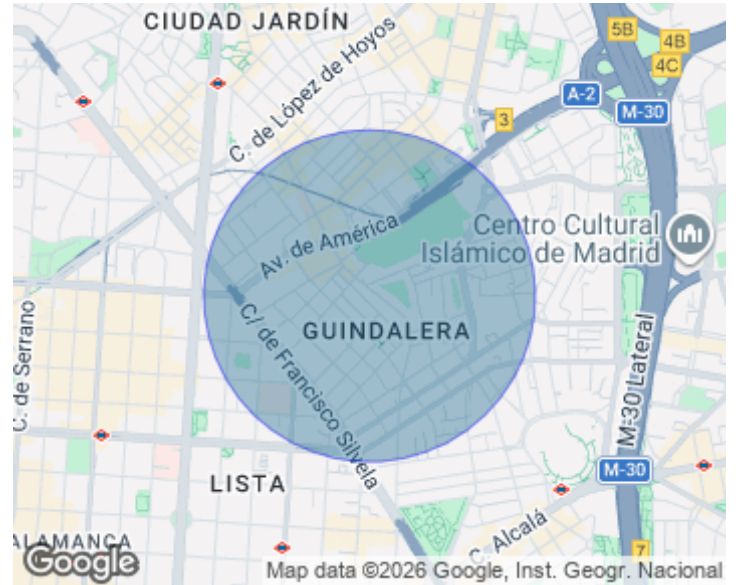 CIUDAD JARDÍN
5B
4B
4C
A-2
M-30
3
C. de López de Hoyos
Av. de América
Centro Cultural
Islámico de Madrid
C. de Serrano
C/ de Francisco Silvela
GUINDALERA
M-30 Lateral
LISTA
M-30
C. Alcalá
ALAMANCA
7
Google
Map data ©2026 Google, Inst. Geogr. Nacional